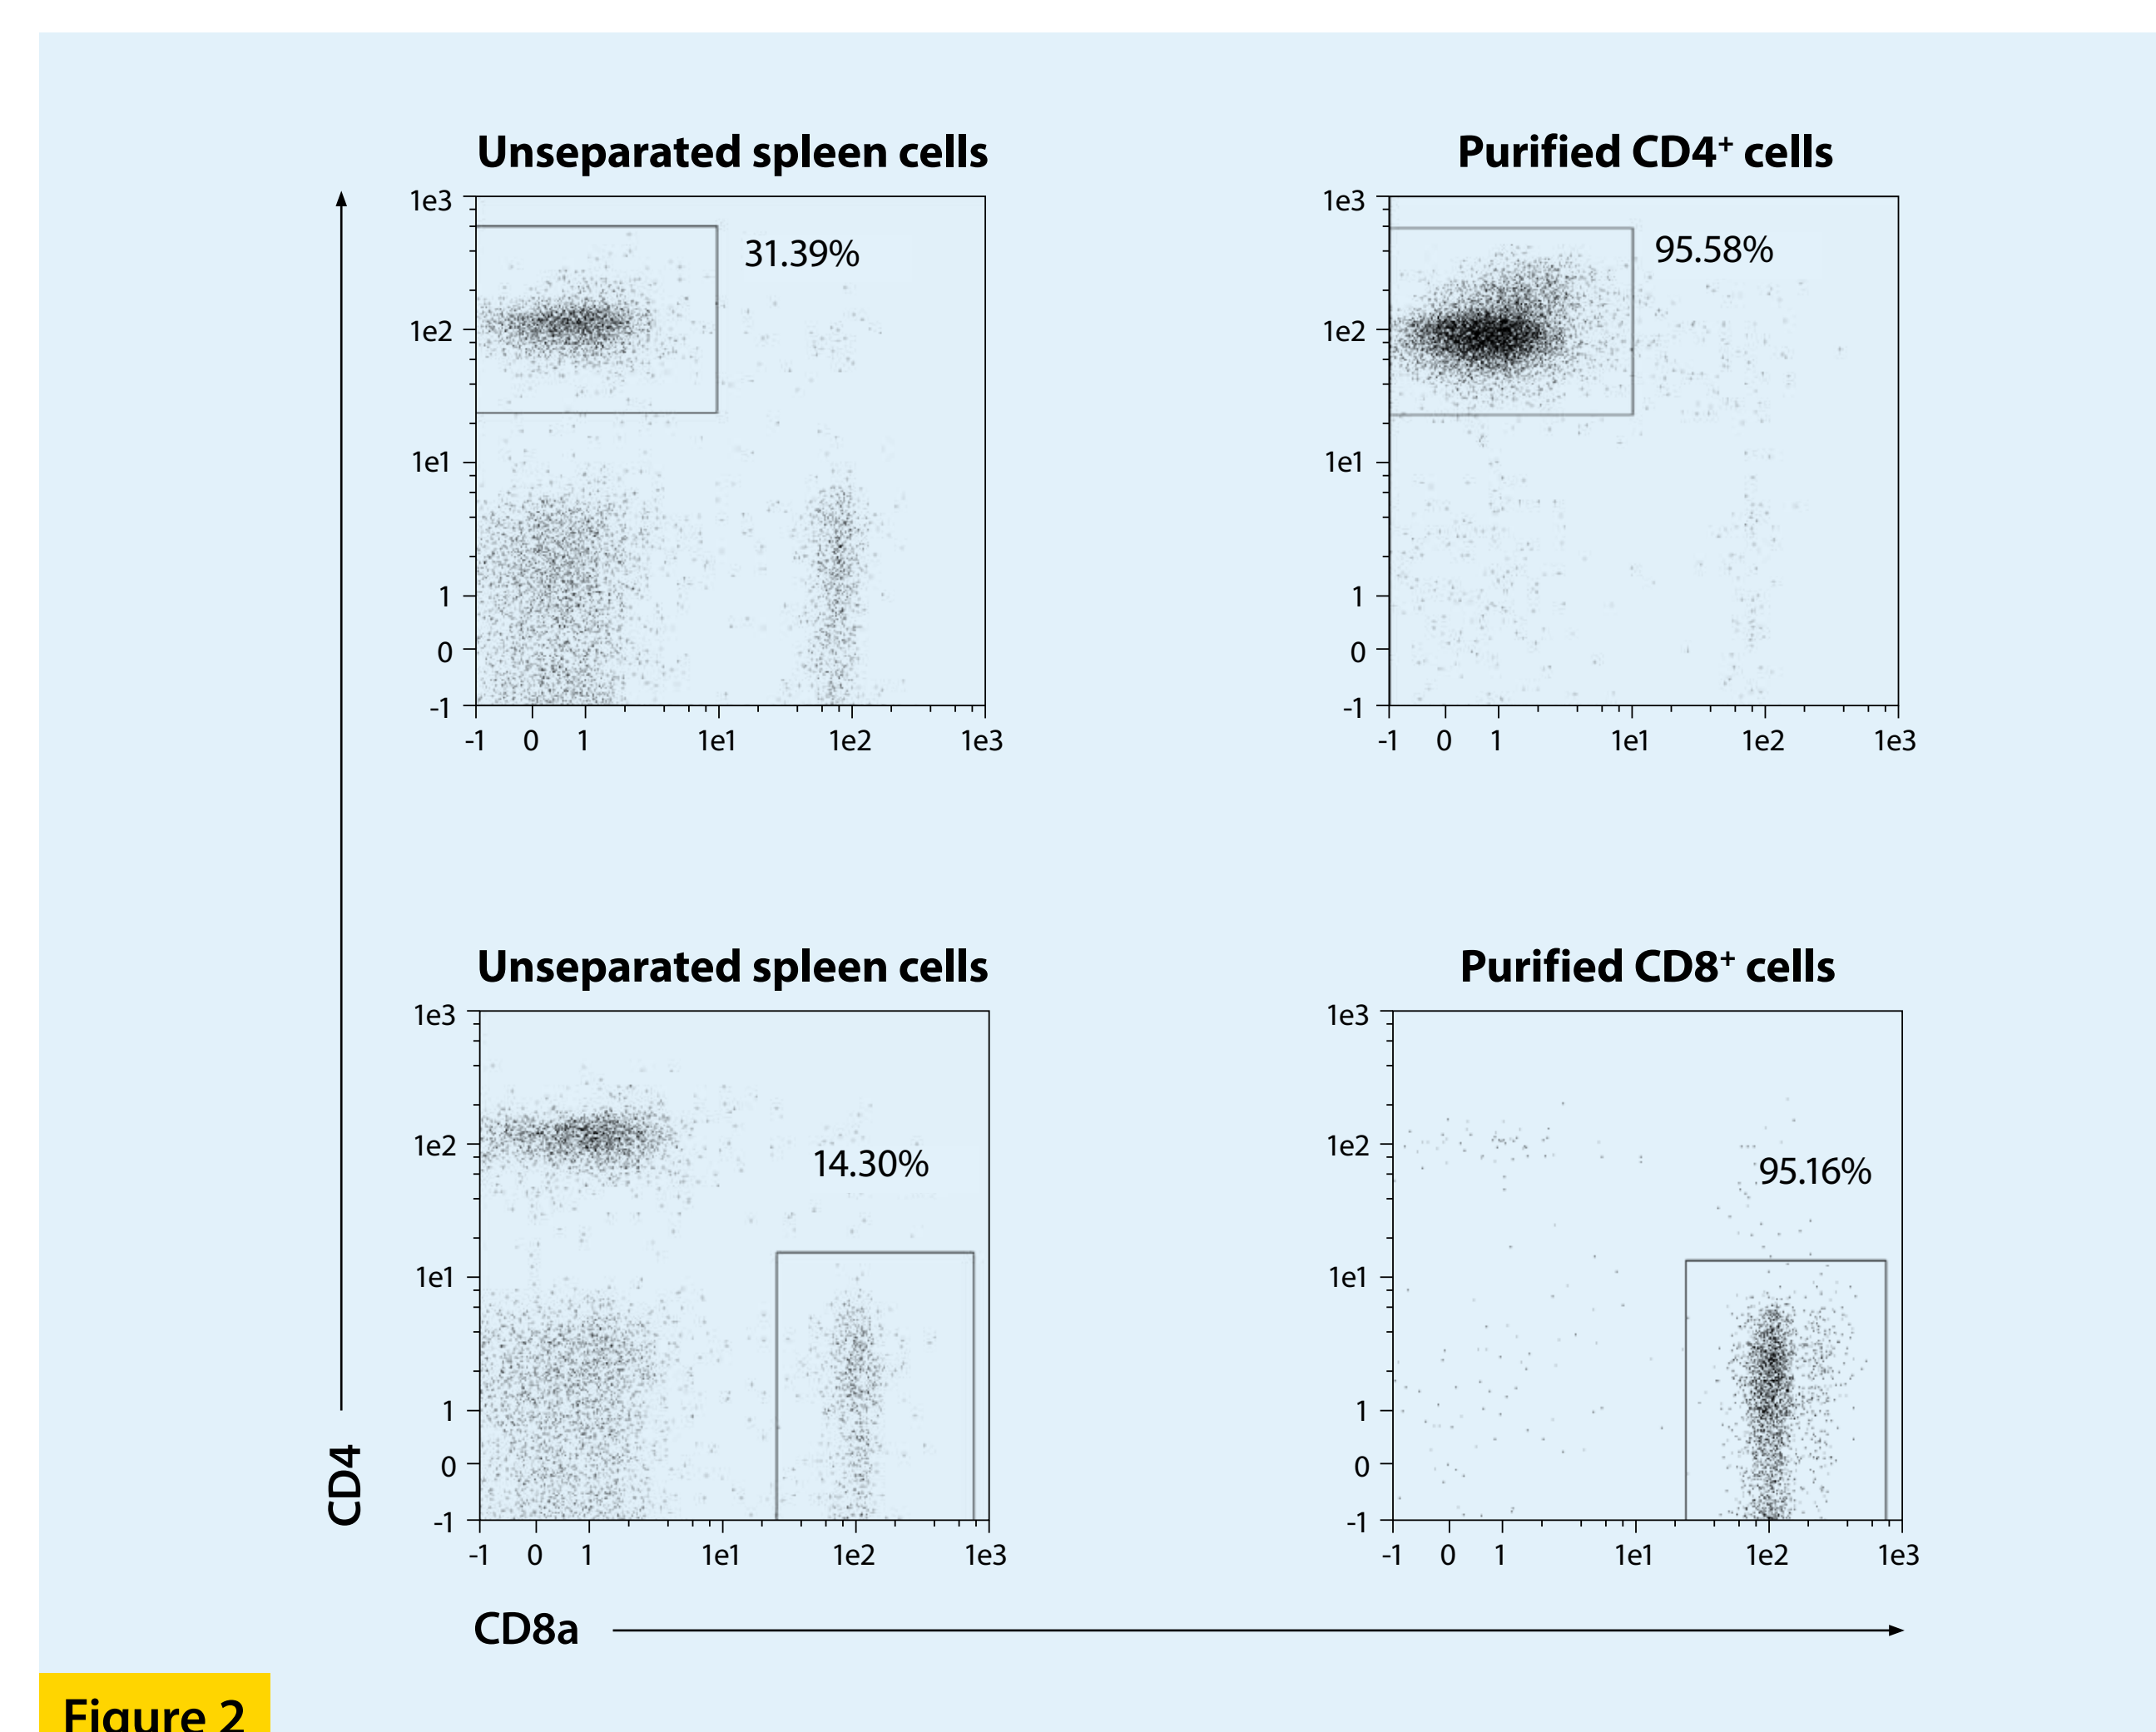 Unseparated spleen cells
Purified CD4⁺ cells
1e3
1e2
1e1
1
0
-1
31.39%
-1 0 1 1e1 1e2 1e3
1e3
1e2
1e1
1
0
-1
95.58%
-1 0 1 1e1 1e2 1e3
Unseparated spleen cells
Purified CD8⁺ cells
1e3
1e2
1e1
1
0
-1
14.30%
-1 0 1 1e1 1e2 1e3
1e3
1e2
1e1
1
0
-1
95.16%
-1 0 1 1e1 1e2 1e3
CD4
CD8a
Figure 2